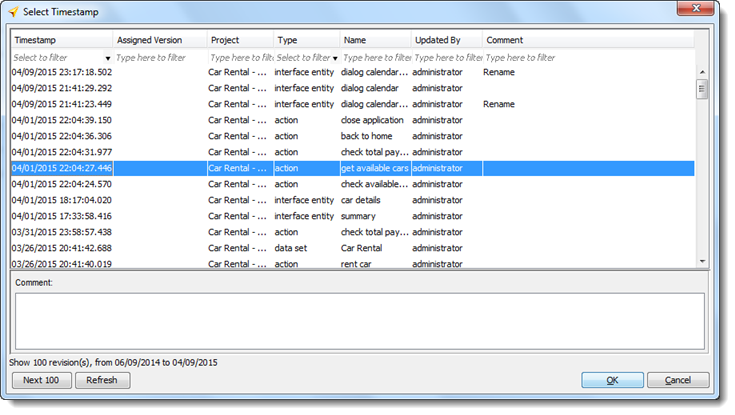 Select Timestamp
Timestamp Assigned Version Project Type Name Updated By Comment
Select to filter Type here to filter Type here to filter Select to filter Type here to filter Type here to filter Type here to filter
04/09/2015 23:17:18.502 Car Rental - ... interface entity dialog calendar... administrator Rename
04/09/2015 21:41:29.292 Car Rental - ... interface entity dialog calendar administrator
04/09/2015 21:41:23.449 Car Rental - ... interface entity dialog calendar... administrator Rename
04/01/2015 22:04:39.150 Car Rental - ... action close application administrator
04/01/2015 22:04:36.306 Car Rental - ... action back to home administrator
04/01/2015 22:04:31.977 Car Rental - ... action check total pay... administrator
04/01/2015 22:04:27.446 Car Rental - ... action get available cars administrator
04/01/2015 22:04:24.570 Car Rental - ... action check available... administrator
04/01/2015 18:17:04.020 Car Rental - ... interface entity car details administrator
04/01/2015 17:33:58.416 Car Rental - ... interface entity summary administrator
03/31/2015 23:58:57.438 Car Rental - ... action check total pay... administrator
03/26/2015 20:41:42.688 Car Rental - ... data set Car Rental administrator
03/26/2015 20:41:40.019 Car Rental - ... action rent car administrator
Comment:
Show 100 revision(s), from 06/09/2014 to 04/09/2015
Next 100 Refresh OK Cancel